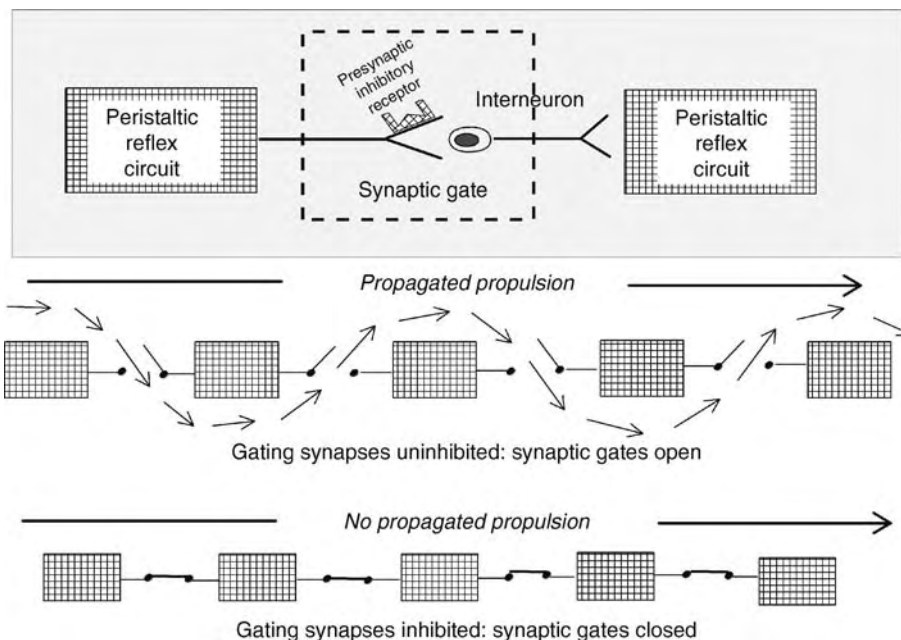 Peristaltic
reflex
circuit
Presynaptic
inhibitory
receptor
Interneuron
Synaptic gate
Peristaltic
reflex
circuit
Propagated propulsion
Gating synapses uninhibited: synaptic gates open
No propagated propulsion
Gating synapses inhibited: synaptic gates closed